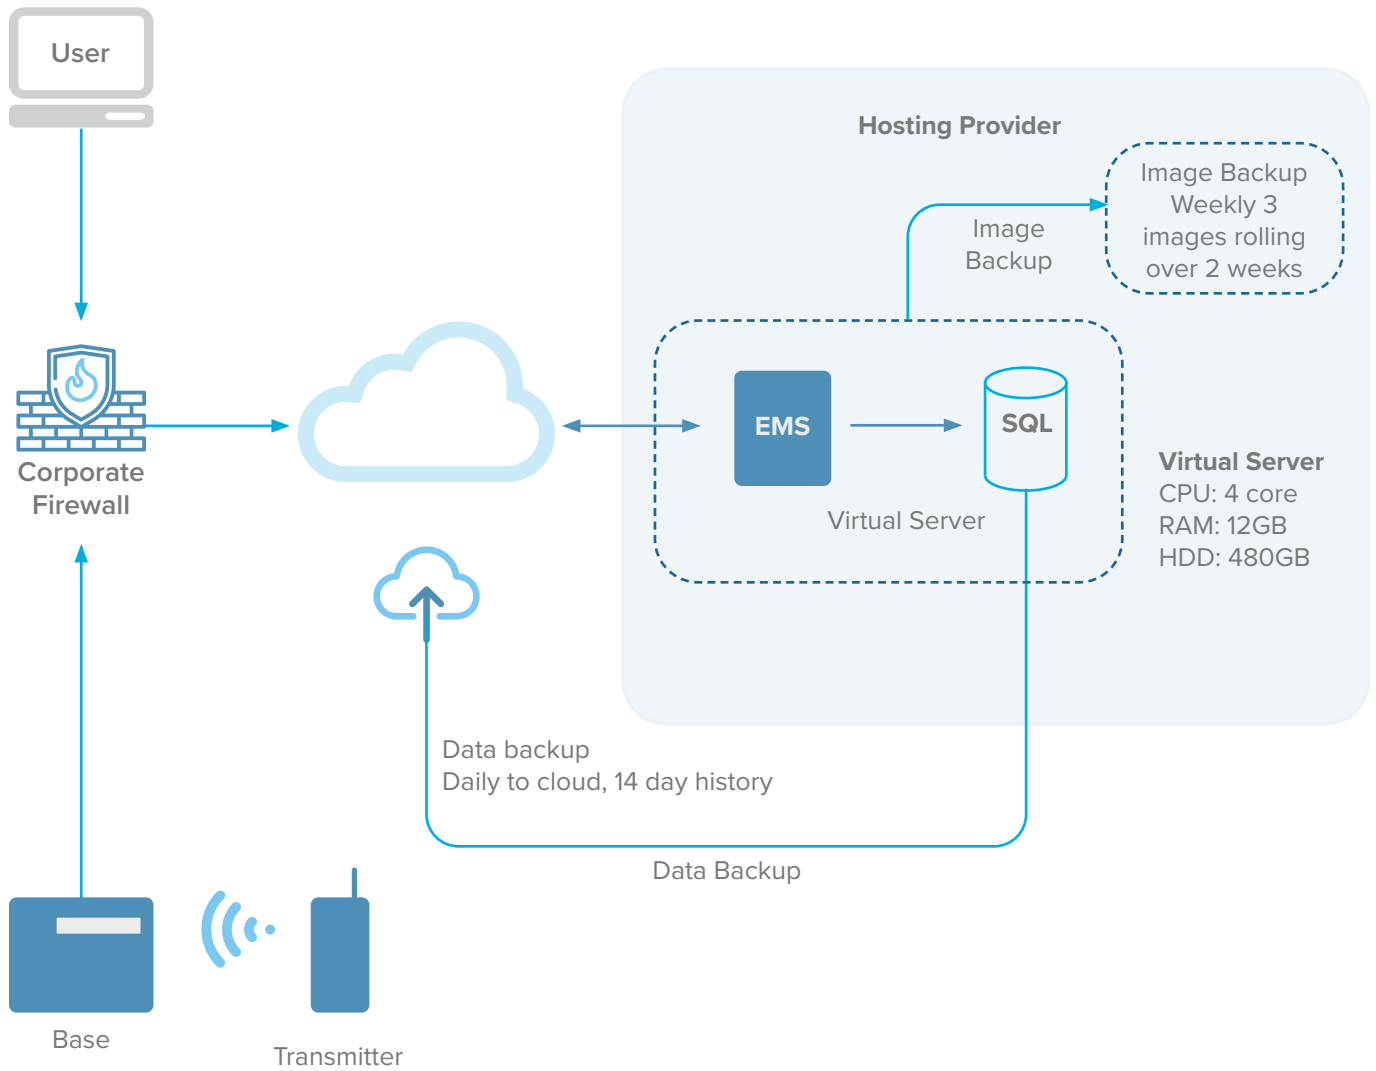 User
Hosting Provider
Image Backup
Weekly 3
images rolling
over 2 weeks
Image
Backup
EMS
SQL
Virtual Server
Virtual Server
CPU: 4 core
RAM: 12GB
HDD: 480GB
Corporate
Firewall
Data backup
Daily to cloud, 14 day history
Data Backup
Base
Transmitter